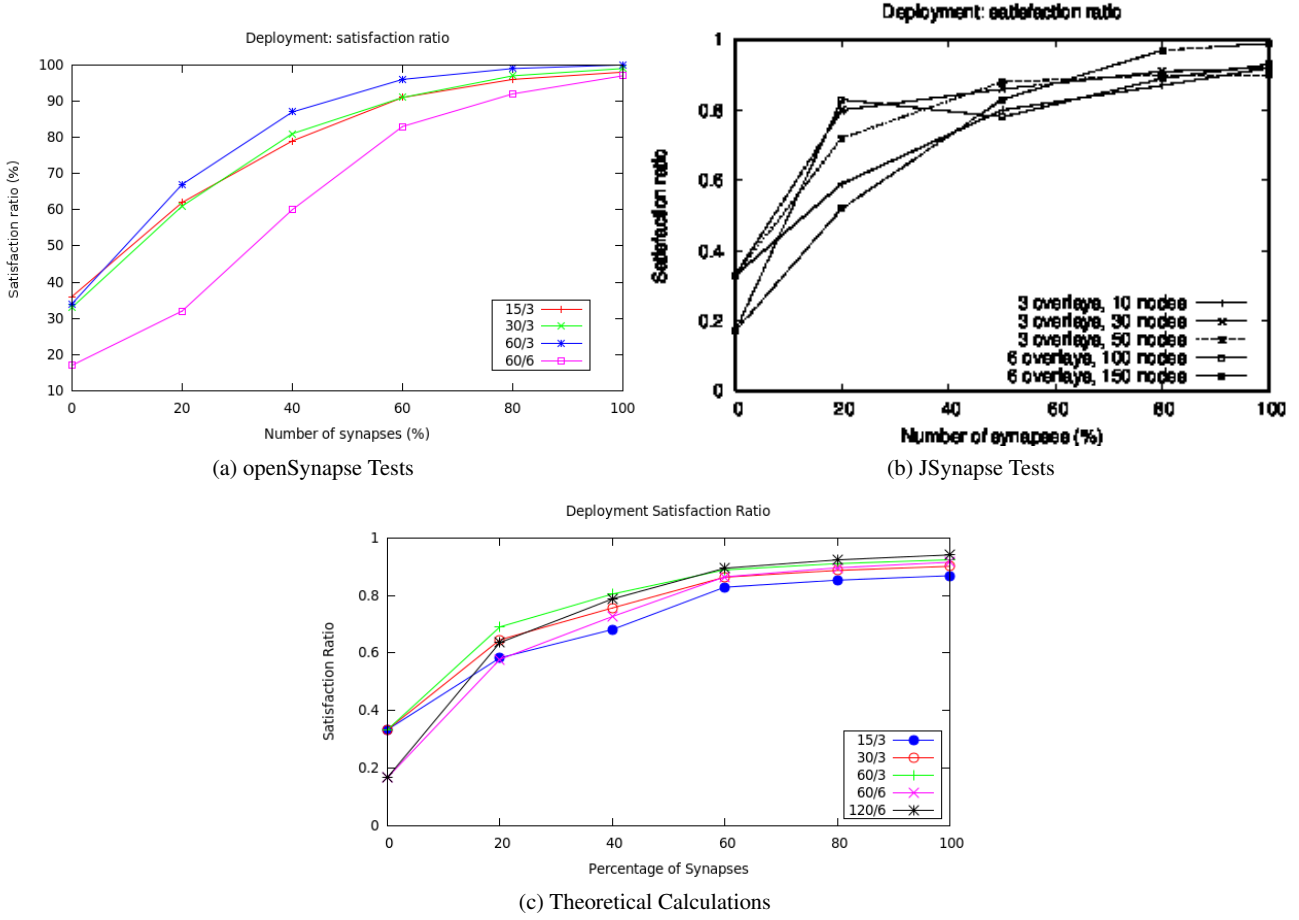 Deployment: satisfaction ratio
100
90
80
70
60
50
40
30
20
10
Satisfaction ratio (%)
15/3
30/3
60/3
60/6
0 20 40 60 80 100
Number of synapses (%)
(a) openSynapse Tests
Deployment: satisfaction ratio
1
0.8
0.6
0.4
0.2
0
Satisfaction ratio
3 overlays, 10 nodes
3 overlays, 30 nodes
3 overlays, 50 nodes
6 overlays, 100 nodes
6 overlays, 150 nodes
0 20 40 60 80 100
Number of synapses (%)
(b) JSynapse Tests
Deployment Satisfaction Ratio
1
0.8
0.6
0.4
0.2
0
Satisfaction Ratio
15/3
30/3
60/3
60/6
120/6
0 20 40 60 80 100
Percentage of Synapses
(c) Theoretical Calculations